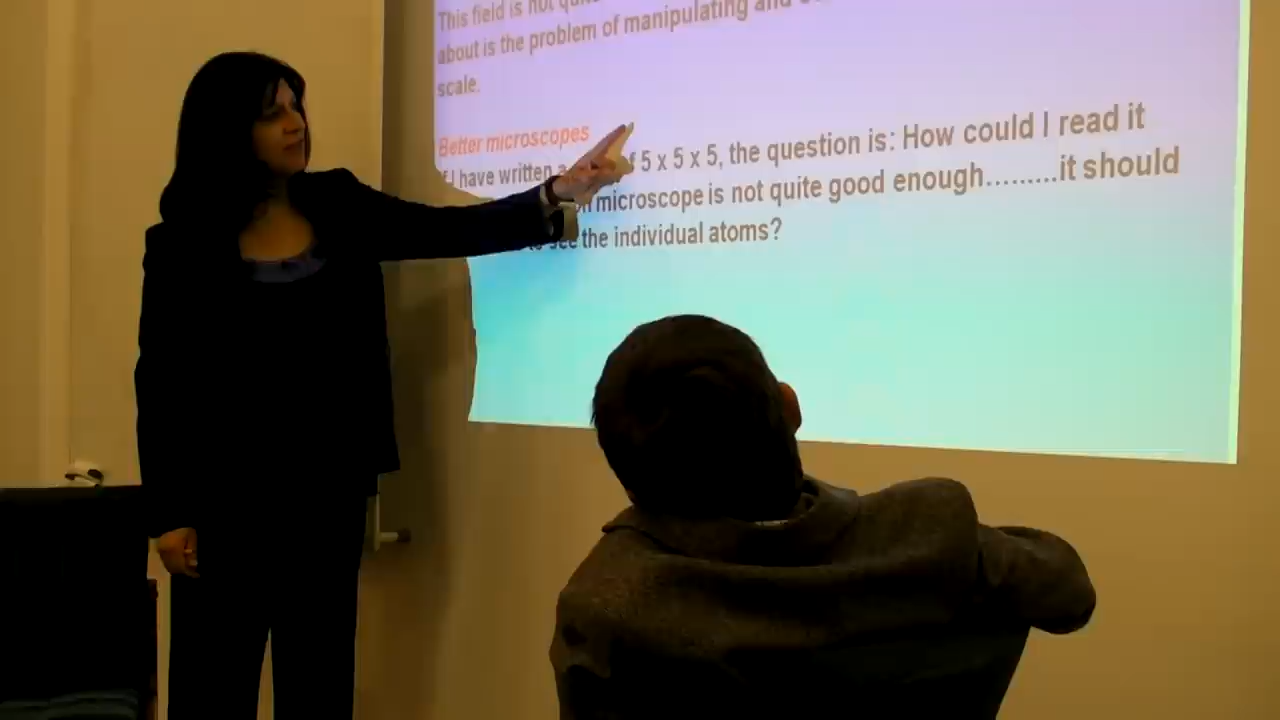 This field is not
about is the problem of manipulating and
scale.
Better microscopes
I have written a 5 x 5 x 5, the question is: How could I read it
microscope is not quite good enough.........it should
to see the individual atoms?